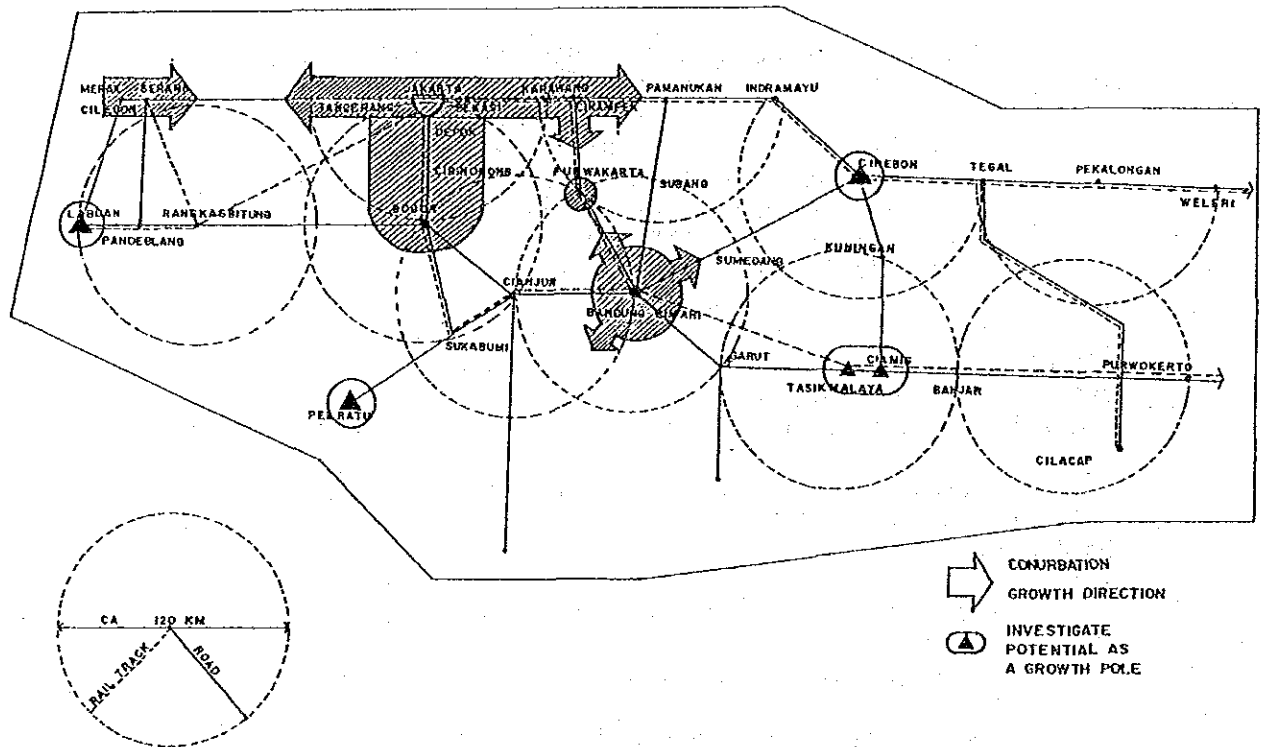 MERAK SERANG
CILEGON
TANGERANG
JAKARTA
BEKASI
KARAWANG
CIKAMPEK
PAMANUKAN
INDRAMAYU
DEPOK
CIBINONG
PURWAKARTA
SUBANG
CIREBON
TEGAL
PEKALONGAN
WELERI
LABUAN
PANDEGLANG
RANGKASBITUNG
BOGOR
CIANJUR
SUMEDANG
KUNINGAN
BANDUNG
SUKABUMI
GARUT
CIAMIS
TASIKMALAYA
BANJAR
PURWOKERTO
PEL RATU
CILACAP
CONURBATION
GROWTH DIRECTION
INVESTIGATE
POTENTIAL AS
A GROWTH POLE
CA 120 KM
RAIL TRACK
ROAD